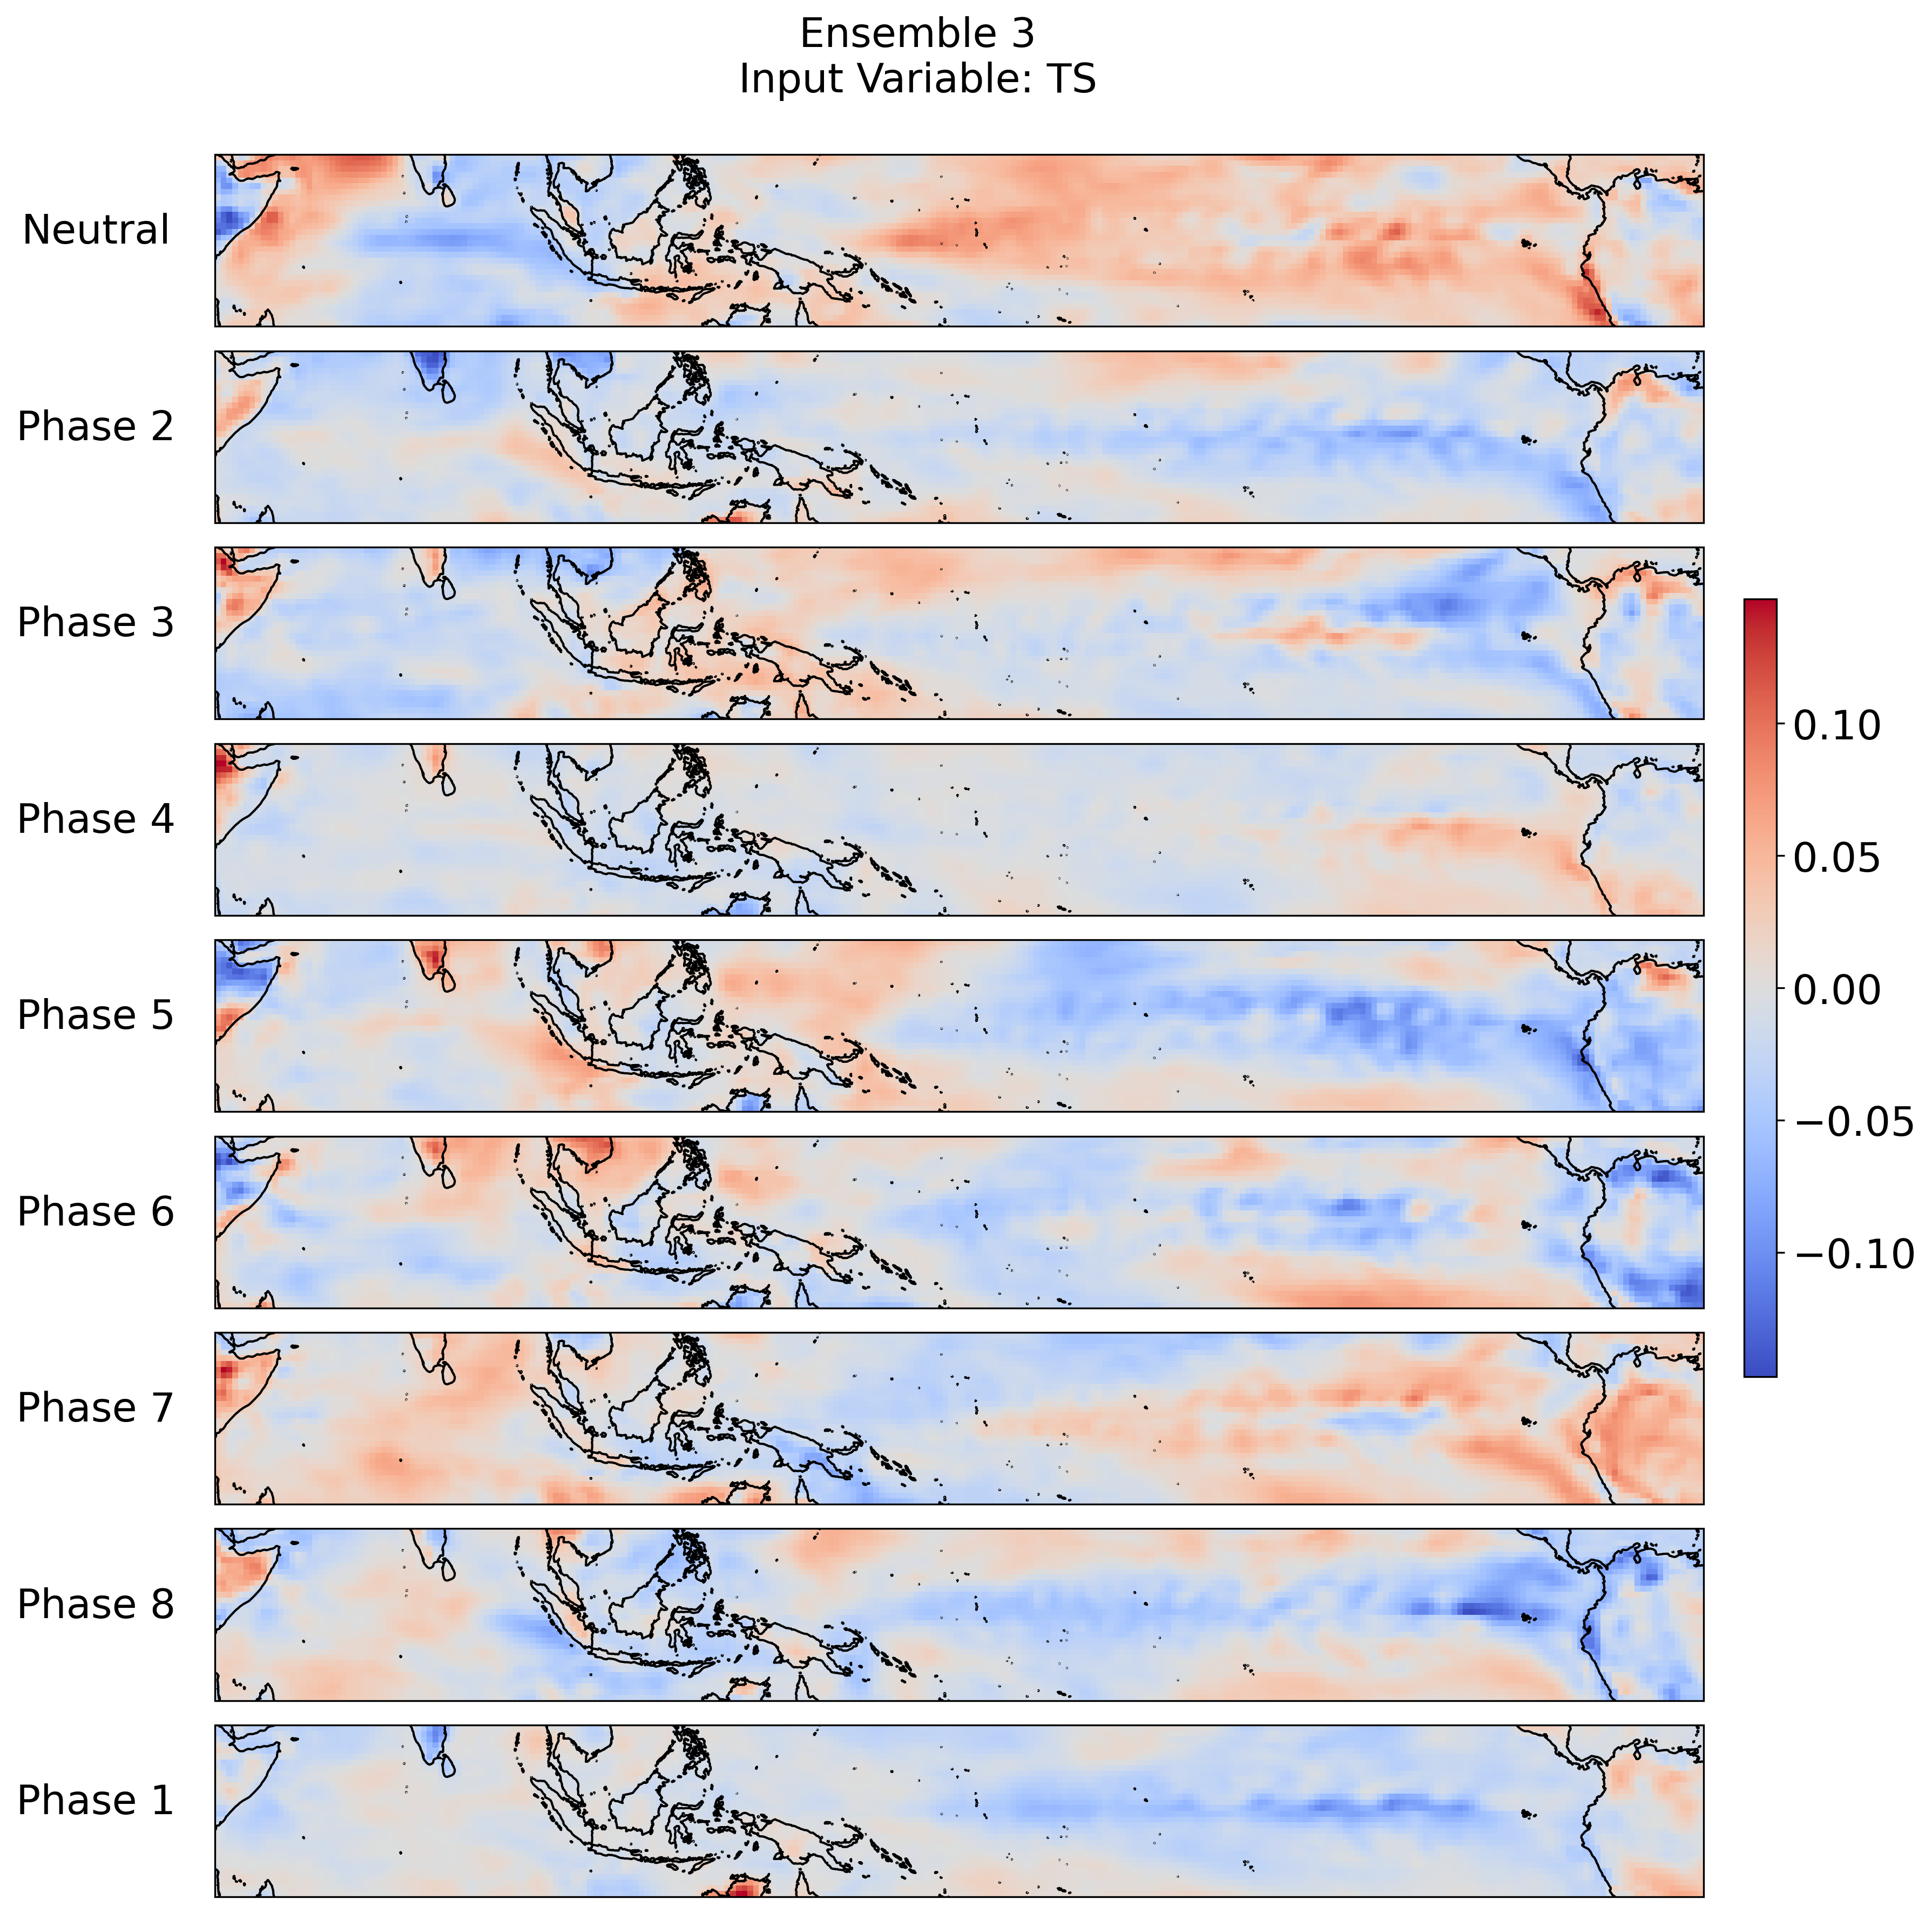 Ensemble 3
Input Variable: TS
Neutral
Phase 2
Phase 3
Phase 4
Phase 5
Phase 6
Phase 7
Phase 8
Phase 1
0.10
0.05
0.00
−0.05
−0.10